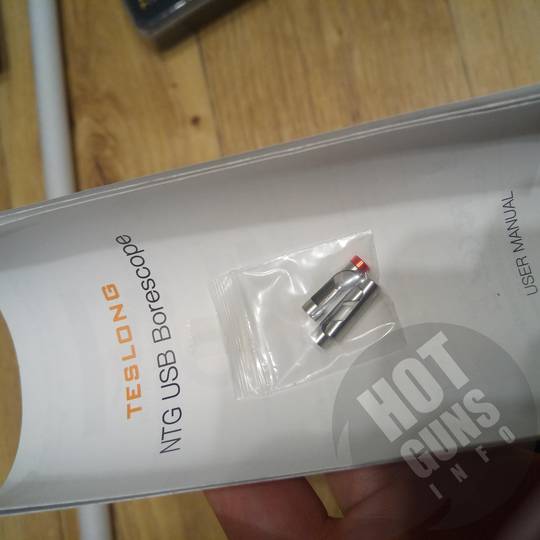 TESLONG
NTG USB Borescope
USER MANUAL
HOT
GUNS
INFO